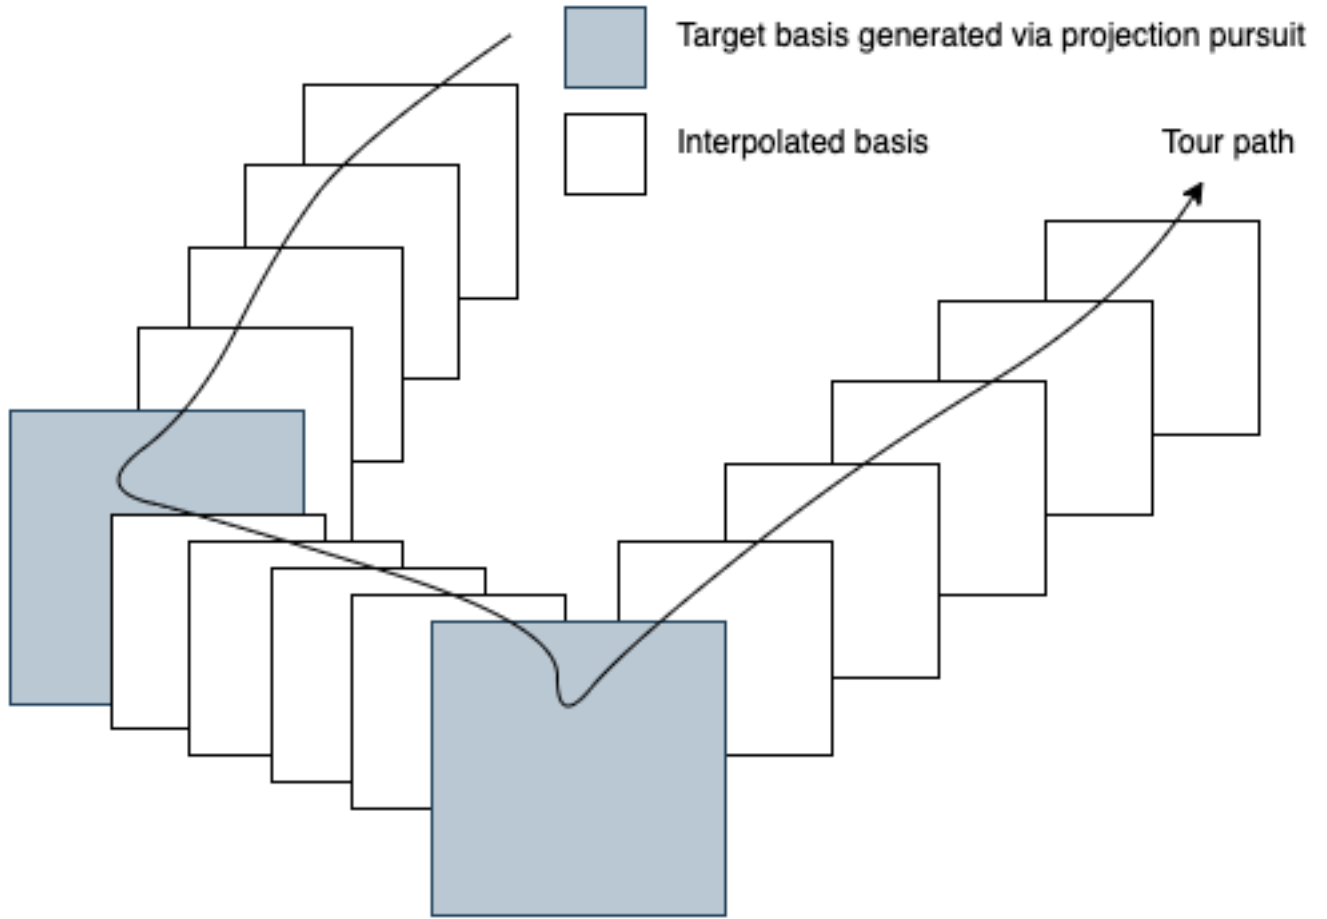 Target basis generated via projection pursuit
Interpolated basis
Tour path